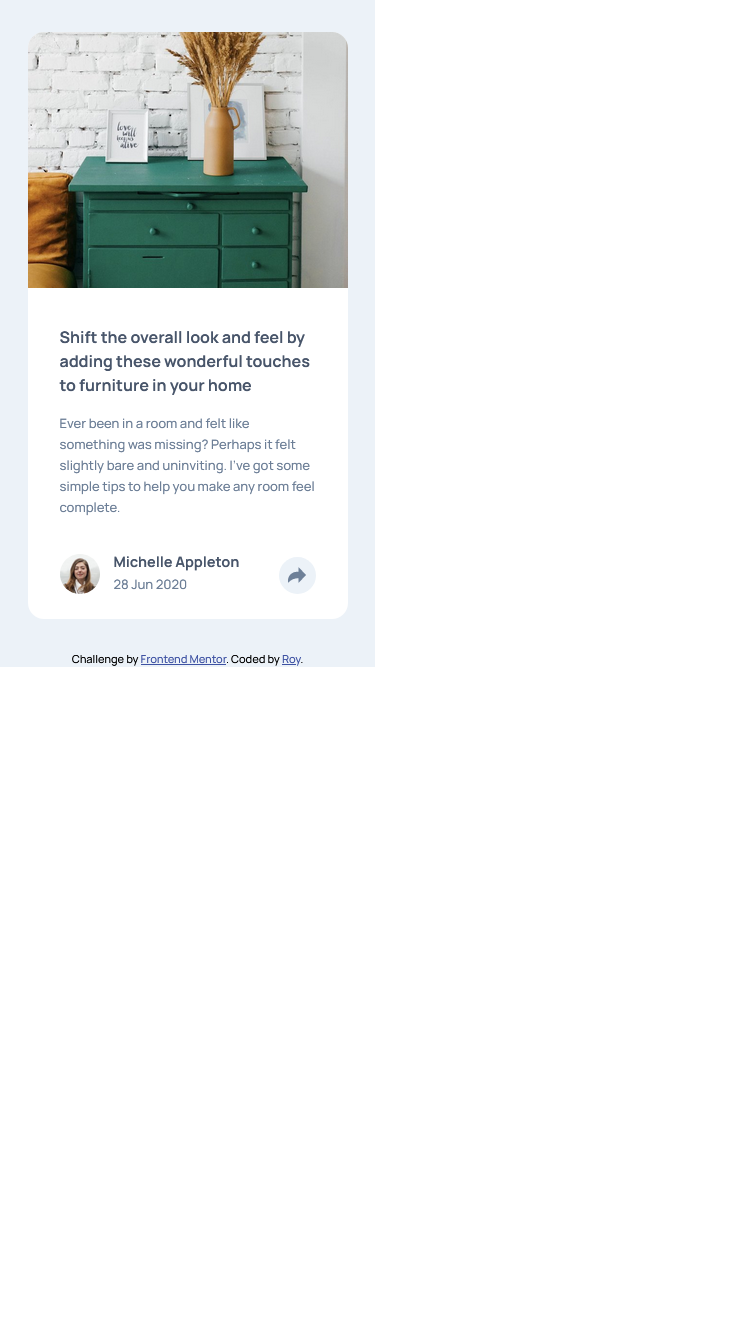 love
will
keep us
alive
Shift the overall look and feel by
adding these wonderful touches
to furniture in your home
Ever been in a room and felt like
something was missing? Perhaps it felt
slightly bare and uninviting. I've got some
simple tips to help you make any room feel
complete.
Michelle Appleton
28 Jun 2020
Challenge by Frontend Mentor. Coded by Roy.